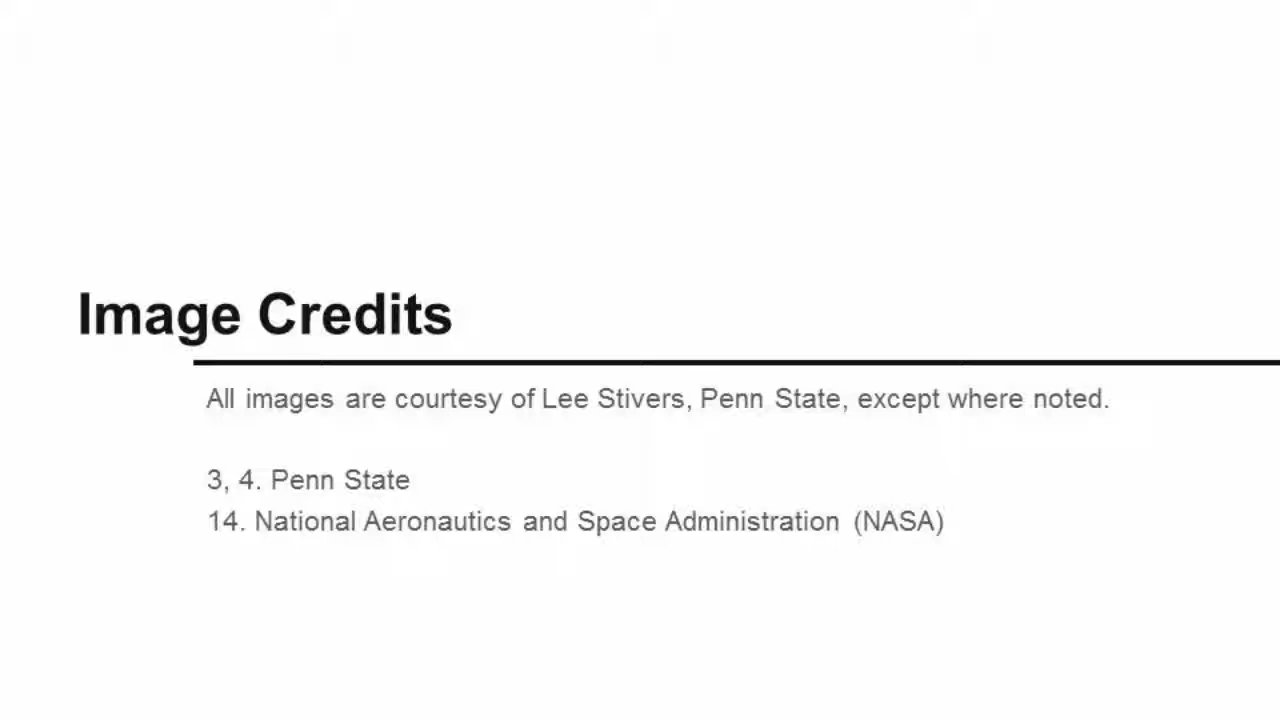 Image Credits
All images are courtesy of Lee Stivers, Penn State, except where noted.
3, 4. Penn State
14. National Aeronautics and Space Administration (NASA)